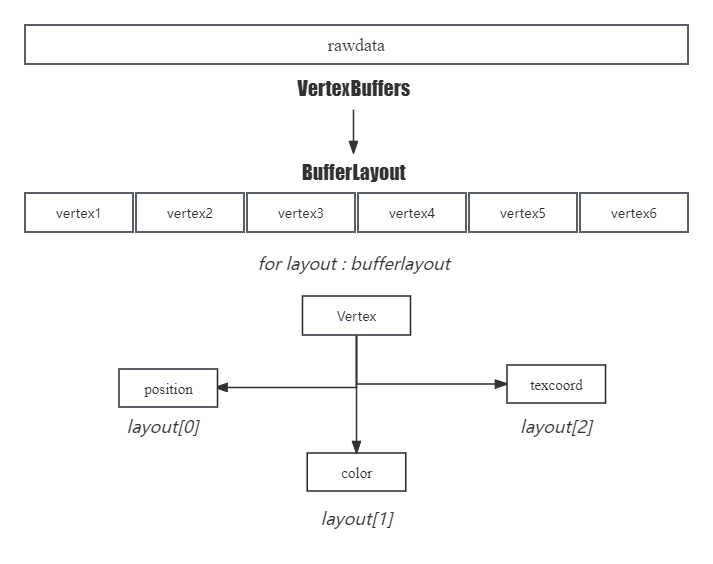 rawdata
VertexBuffers
BufferLayout
vertex1 vertex2 vertex3 vertex4 vertex5 vertex6
for layout : bufferlayout
Vertex
position texcoord
layout[0] layout[2]
color
layout[1]